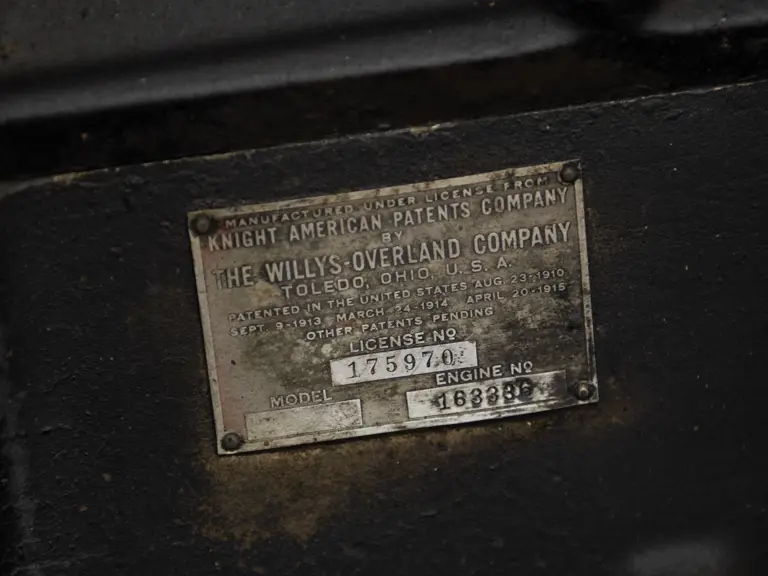 MANUFACTURED UNDER LICENSE FROM
KNIGHT AMERICAN PATENTS COMPANY
BY
THE WILLYS-OVERLAND COMPANY
TOLEDO, OHIO, U.S.A.
PATENTED IN THE UNITED STATES AUG. 23-1910
SEPT. 9-1913 MARCH 24-1914 APRIL 20-1915
OTHER PATENTS PENDING
LICENSE No
175970
MODEL ENGINE No
163336